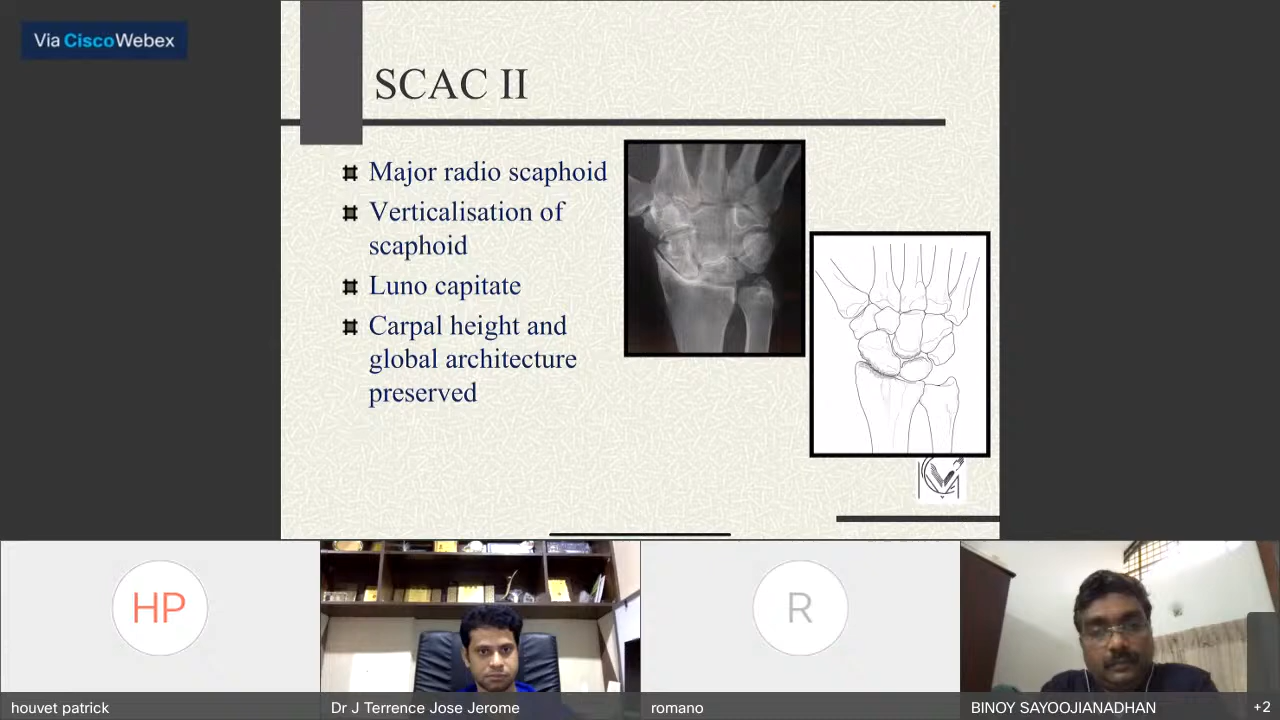 Via CiscoWebex
SCAC II
Major radio scaphoid
Verticalisation of
scaphoid
Luno capitate
Carpal height and
global architecture
preserved
HP
R
houvet patrick
Dr J Terrence Jose Jerome
romano
BINOY SAYOOJIANADHAN
+2